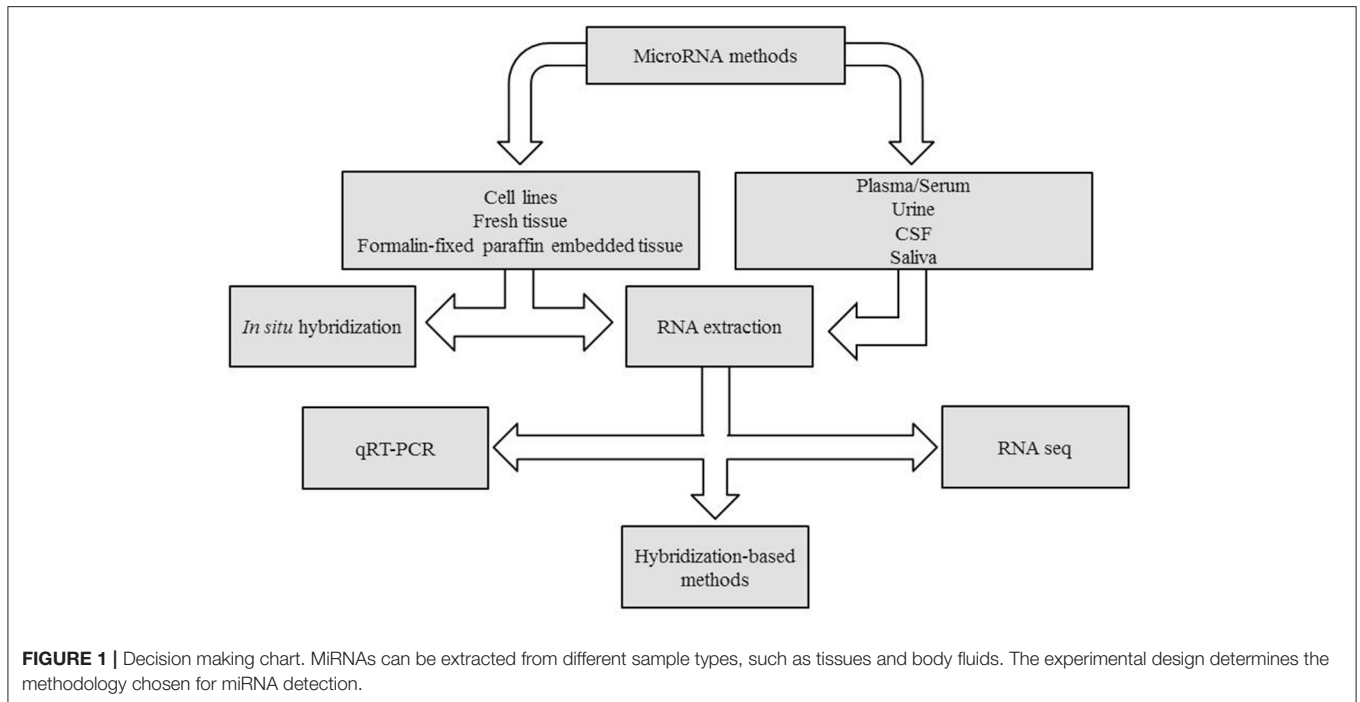 MicroRNA methods
Cell lines
Fresh tissue
Formalin-fixed paraffin embedded tissue
Plasma/Serum
Urine
CSF
Saliva
In situ hybridization
RNA extraction
qRT-PCR
RNA seq
Hybridization-based
methods
FIGURE 1 | Decision making chart. MiRNAs can be extracted from different sample types, such as tissues and body fluids. The experimental design determines the
methodology chosen for miRNA detection.